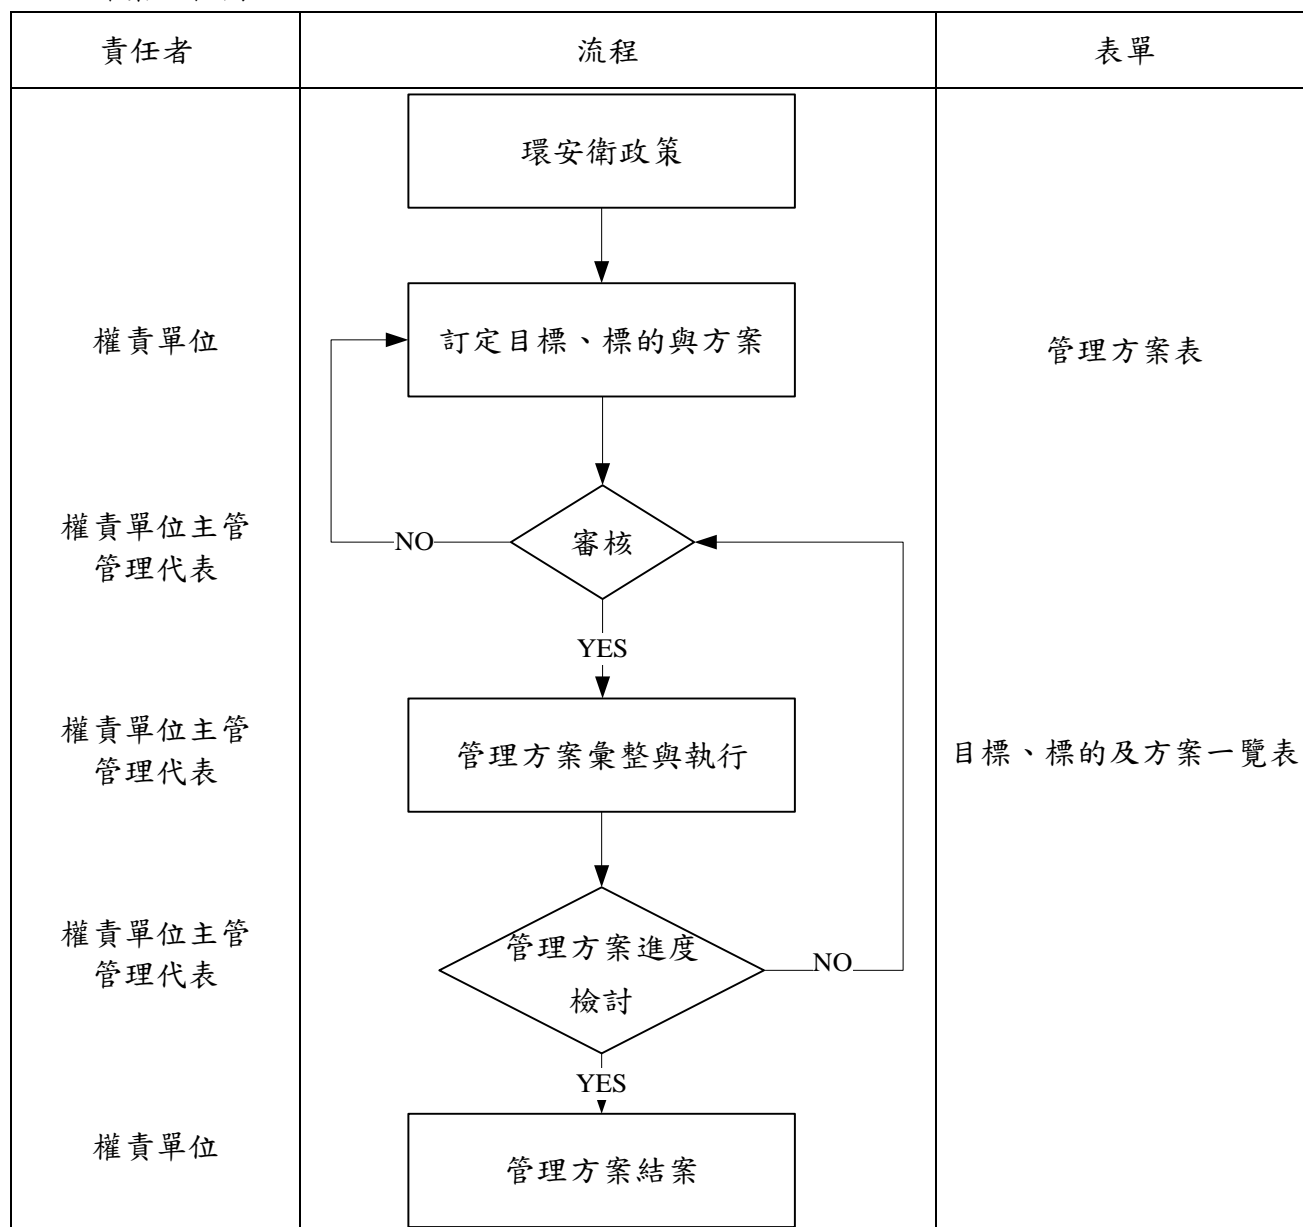 責任者
流程
表單
環安衛政策
權責單位
訂定目標、標的與方案
管理方案表
權責單位主管
管理代表
NO
審核
YES
權責單位主管
管理代表
管理方案彙整與執行
目標、標的及方案一覽表
權責單位主管
管理代表
管理方案進度
檢討
NO
YES
權責單位
管理方案結案